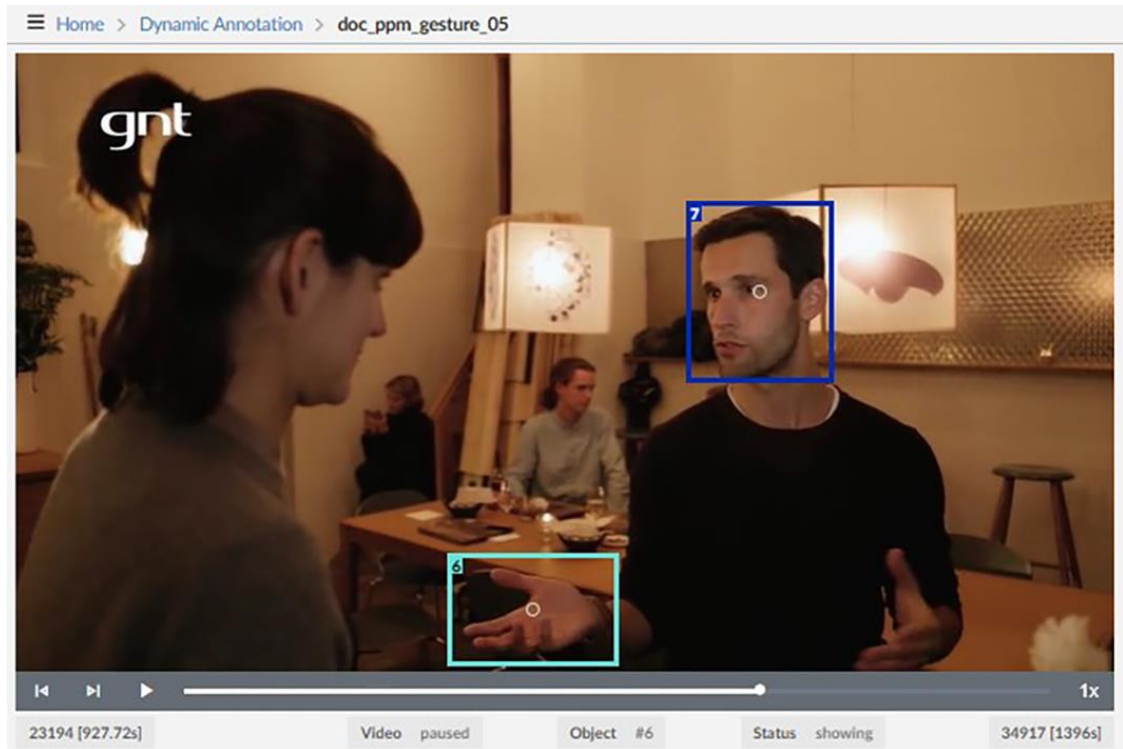 Home > Dynamic Annotation > doc_ppm_gesture_05
gnt
7
6
1x
23194 [927.72s] Video paused Object #6 Status showing 34917 [1396s]